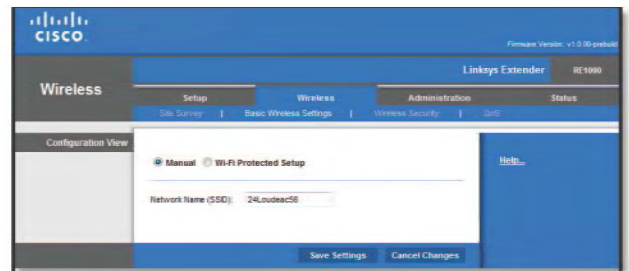 CISCO
Firmware Version: v1.0.00-prebuild
Linksys Extender RE1000
Wireless
Setup Wireless Administration Status
Site Survey | Basic Wireless Settings | Wireless Security | QoS
Configuration View
Manual Wi-Fi Protected Setup
Help...
Network Name (SSID): 24Loudeac56
Save Settings Cancel Changes